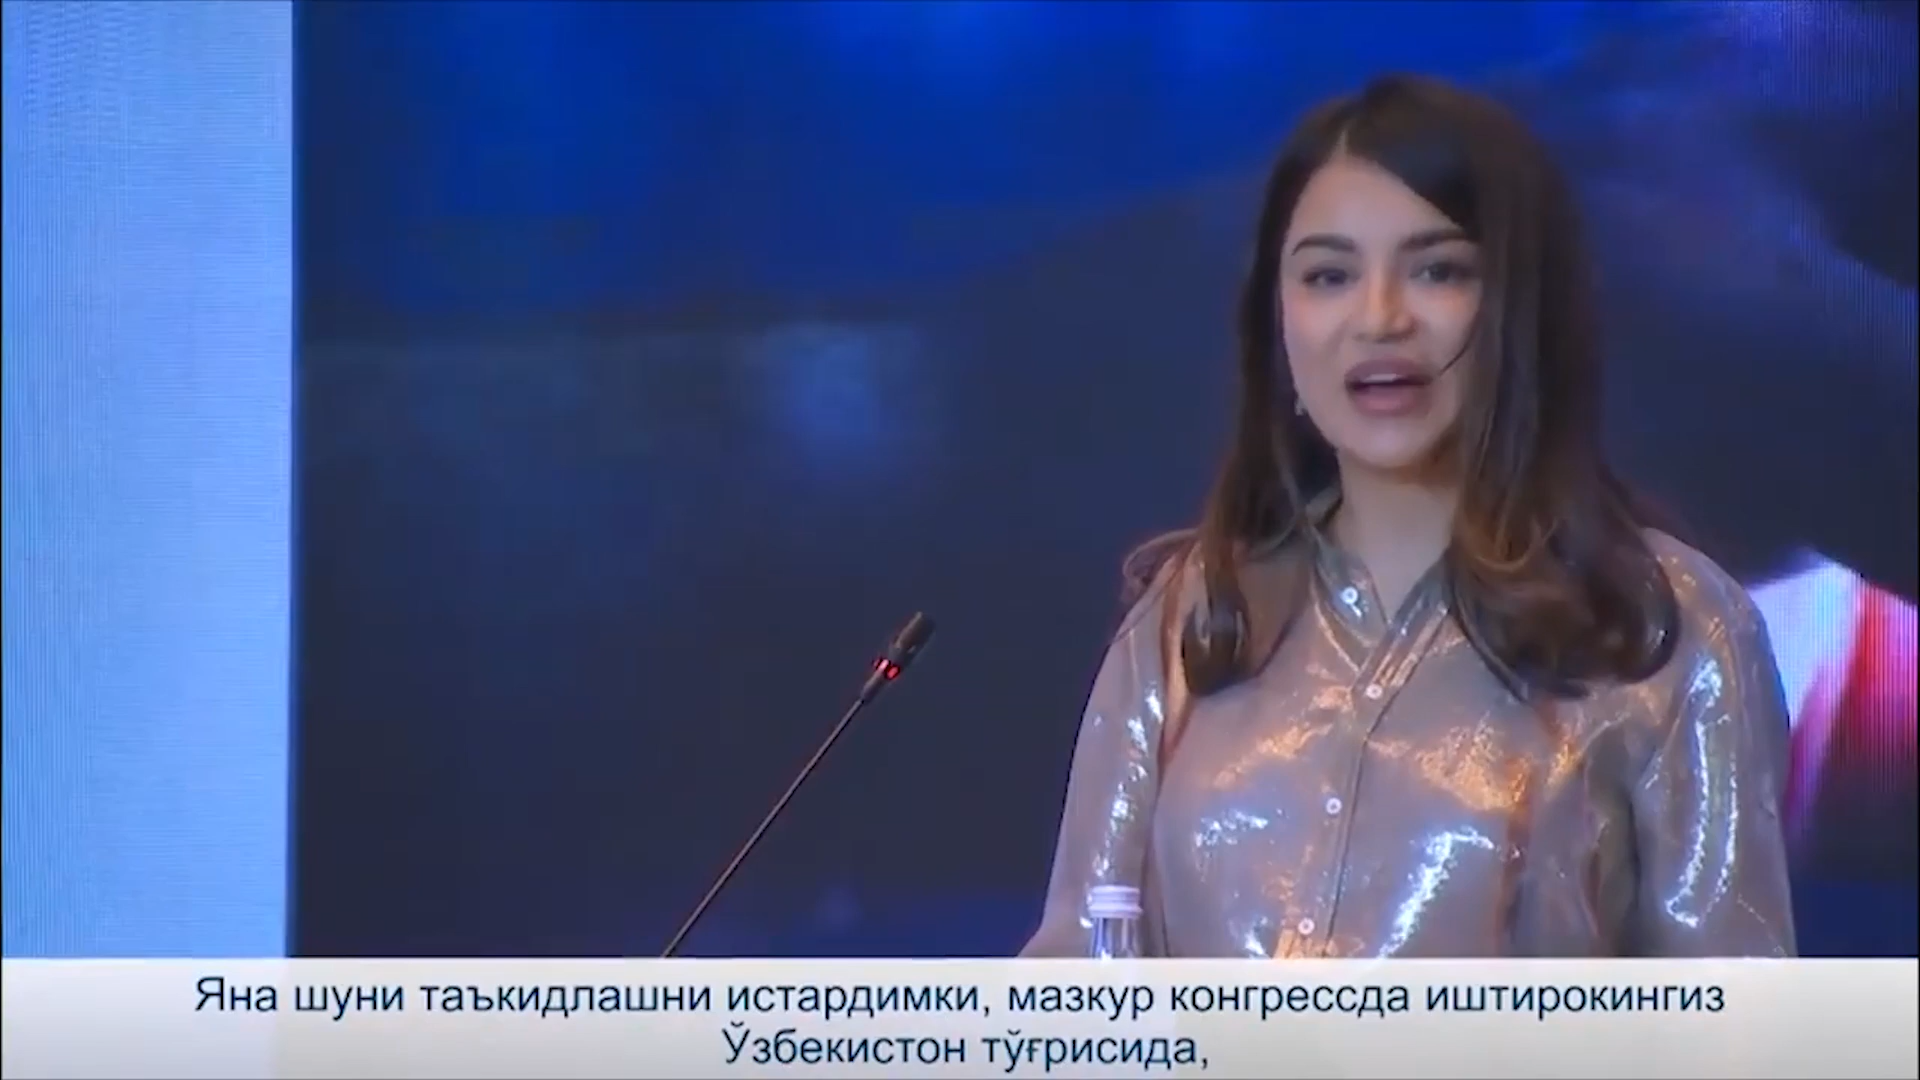 Яна шуни таъкидлашни истардимки, мазкур конгрессда иштирокингиз
Ўзбекистон тўғрисида,